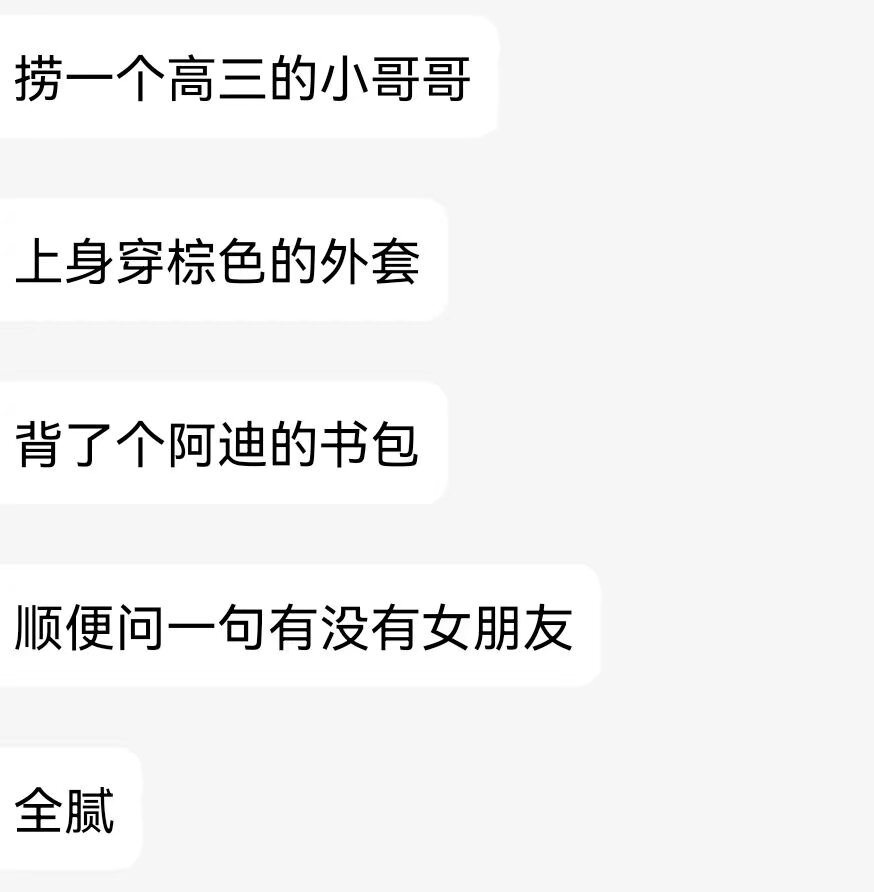 捞一个高三的小哥哥
上身穿棕色的外套
背了个阿迪的书包
顺便问一句有没有女朋友
全腻